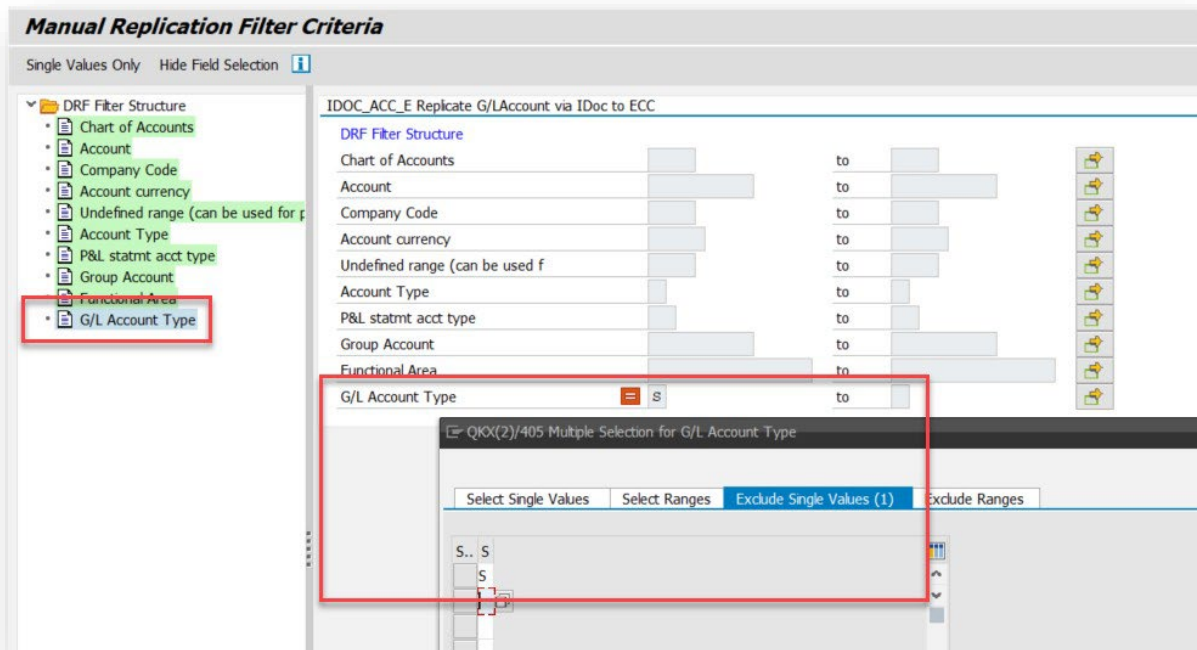 Manual Replication Filter Criteria
Single Values Only Hide Field Selection i
DRF Filter Structure
Chart of Accounts
Account
Company Code
Account currency
Undefined range (can be used for p
Account Type
P&L statmt acct type
Group Account
Functional Area
G/L Account Type
IDOC_ACC_E Replicate G/LAccount via IDoc to ECC
DRF Filter Structure
Chart of Accounts to
Account to
Company Code to
Account currency to
Undefined range (can be used f to
Account Type to
P&L statmt acct type to
Group Account to
Functional Area to
G/L Account Type = S to
QKX(2)/405 Multiple Selection for G/L Account Type
Select Single Values Select Ranges Exclude Single Values (1) Exclude Ranges
S.. S
S